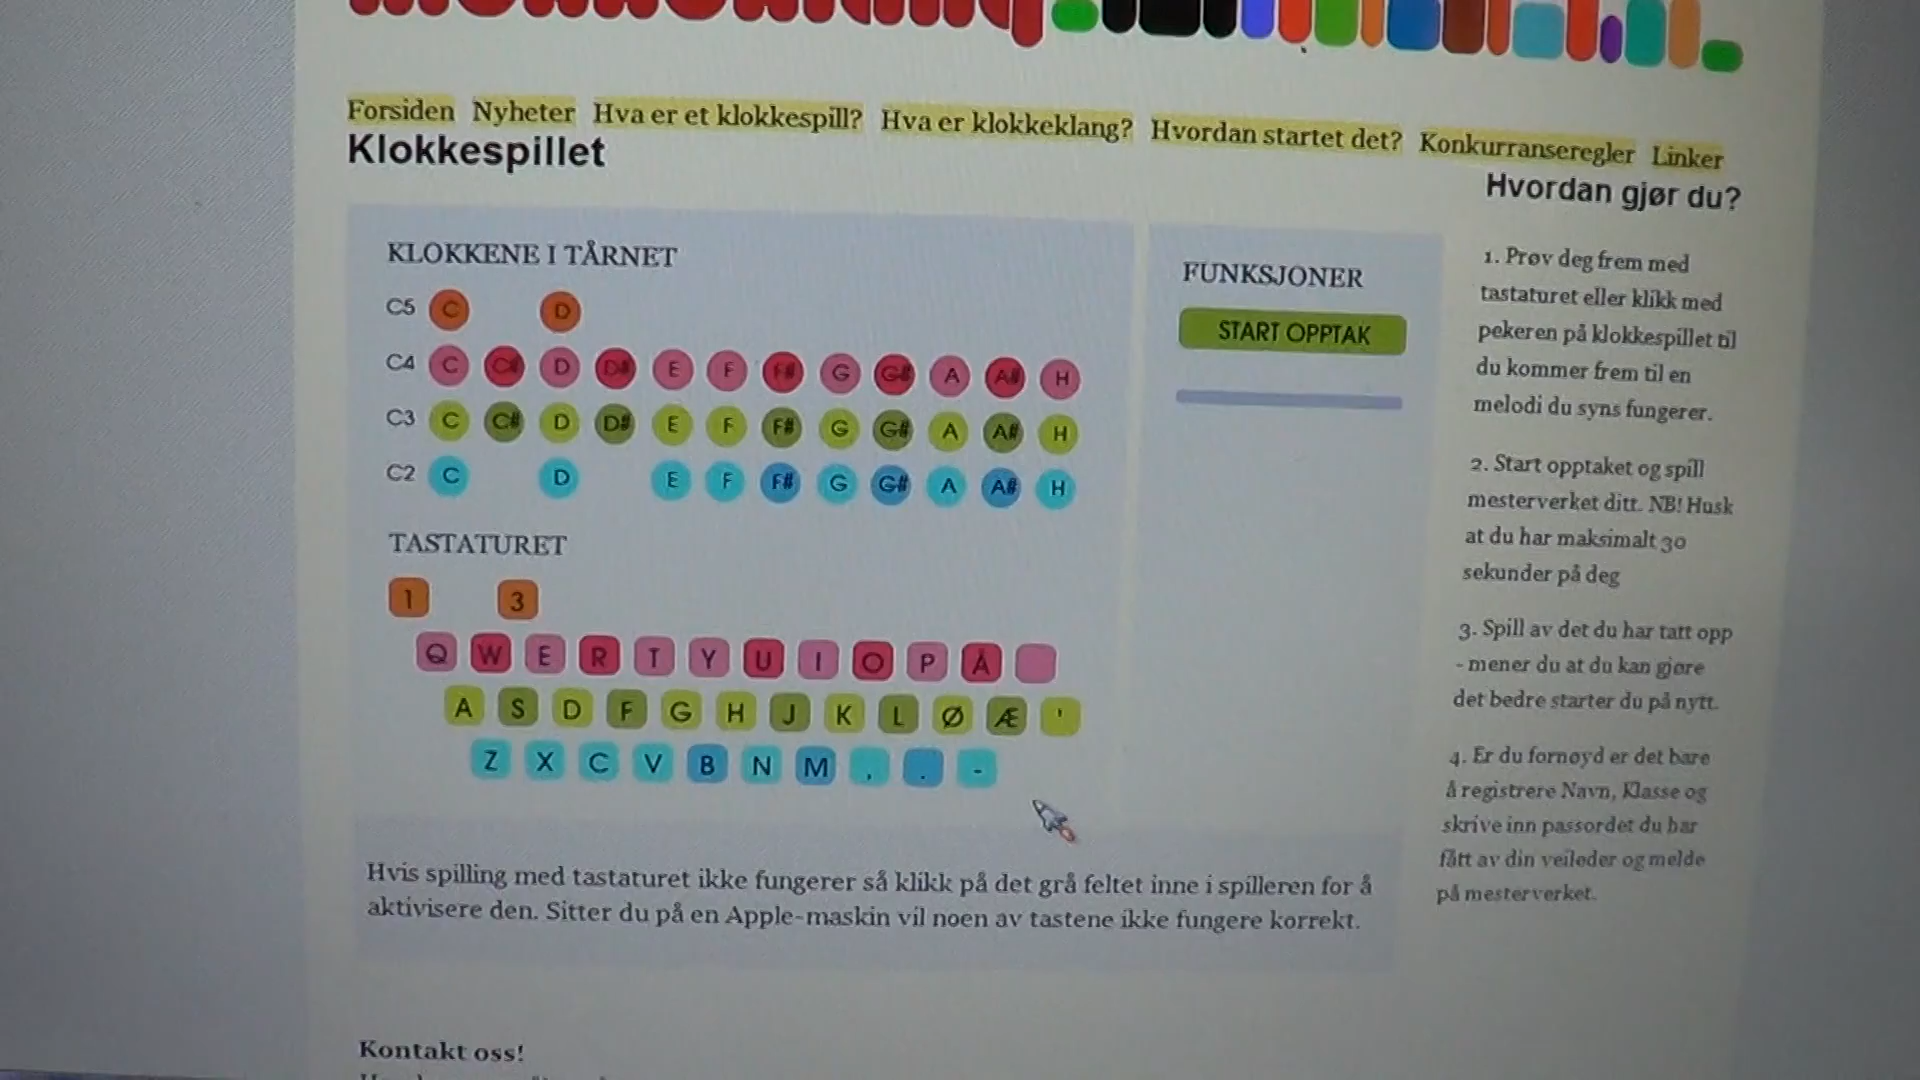 Forsiden Nyheter Hva er et klokkespill? Hva er klokkeklang? Hvordan startet det? Konkurranseregler Linker
Klokkespillet
KLOKKENE I TÅRNET
C5 C D
C4 C C# D D# E F F# G G# A A# H
C3 C C# D D# E F F# G G# A A# H
C2 C D E F F# G G# A A# H
TASTATURET
1 3
Q W E R T Y U I O P Å
A S D F G H J K L Ø Æ '
Z X C V B N M , . -
Hvis spilling med tastaturet ikke fungerer så klikk på det grå feltet inne i spilleren for å
aktivisere den. Sitter du på en Apple-maskin vil noen av tastene ikke fungere korrekt.
FUNKSJONER
START OPPTAK
Hvordan gjør du?
1. Prøv deg frem med
tastaturet eller klikk med
pekeren på klokkespillet til
du kommer frem til en
melodi du syns fungerer.
2. Start opptaket og spill
mesterverket ditt. NB! Husk
at du har maksimalt 30
sekunder på deg
3. Spill av det du har tatt opp
- mener du at du kan gjøre
det bedre starter du på nytt.
4. Er du fornøyd er det bare
å registrere Navn, Klasse og
skrive inn passordet du har
fått av din veileder og melde
på mesterverket.
Kontakt oss!